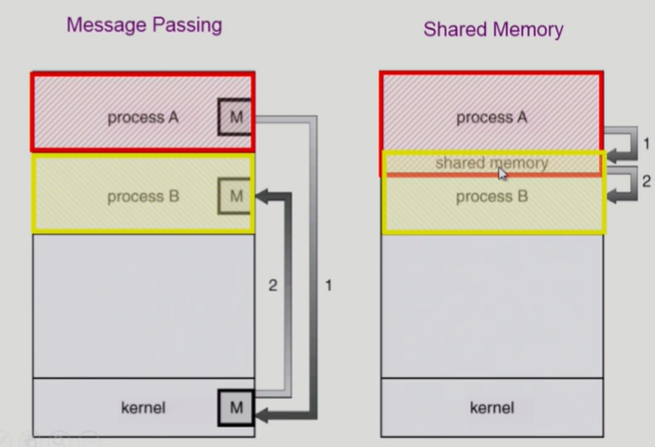 Message Passing
process A
M
process B
M
2
1
kernel
M
Shared Memory
process A
1
shared memory
2
process B
kernel